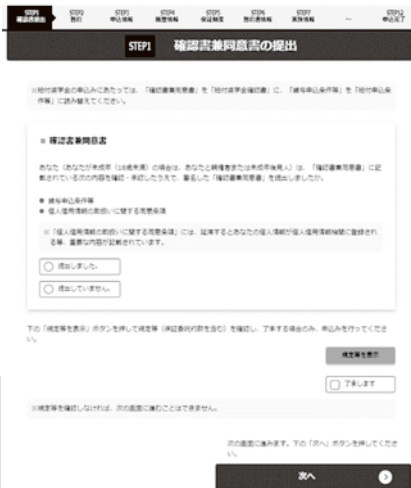 STEP1 STEP2 STEP3 STEP4 STEP5 STEP6 STEP7 ～ STEP12
確認書提出 誓約 申込情報 履歴情報 保証制度 誓約書情報 家族情報 申込完了
STEP1 確認書兼同意書の提出
※給付奨学金の申込みにあたっては、「確認書兼同意書」を「給付奨学金確認書」に、「貸与申込条件等」を「給付申込条
件等」に読み替えてください。
確認書兼同意書
あなた（あなたが未成年（18歳未満）の場合は、あなたと親権者または未成年後見人）は、「確認書兼同意書」に記
載されている次の内容を確認・承認したうえで、署名した「確認書兼同意書」を提出しましたか。
● 貸与申込条件等
● 個人信用情報の取扱いに関する同意条項
※「個人信用情報の取扱いに関する同意条項」には、延滞するとあなたの個人情報が個人信用情報機関に登録され
る等、重要な内容が記載されています。
提出しました。
提出していません。
下の「規定等を表示」ボタンを押して規定等（保証委託約款を含む）を確認し、了承する場合のみ、申込みを行ってくださ
い。
規定等を表示
了承します
※規定等を確認しなければ、次の画面に進むことはできません。
次の画面に進みます。下の「次へ」ボタンを押してくださ
い。
次へ